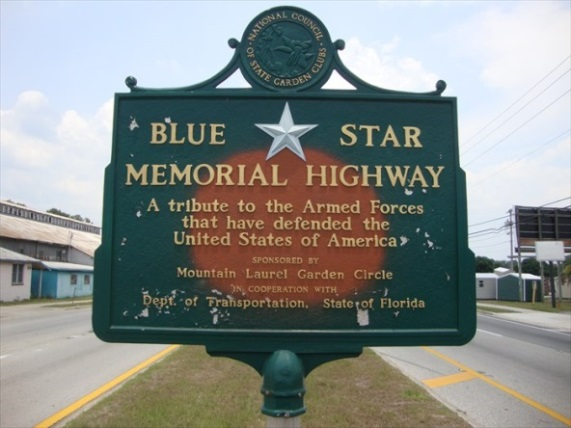 NATIONAL COUNCIL
OF STATE GARDEN CLUBS
BLUE STAR
MEMORIAL HIGHWAY
A tribute to the Armed Forces
that have defended the
United States of America
SPONSORED BY
Mountain Laurel Garden Circle
IN COOPERATION WITH
Dept. of Transportation, State of Florida